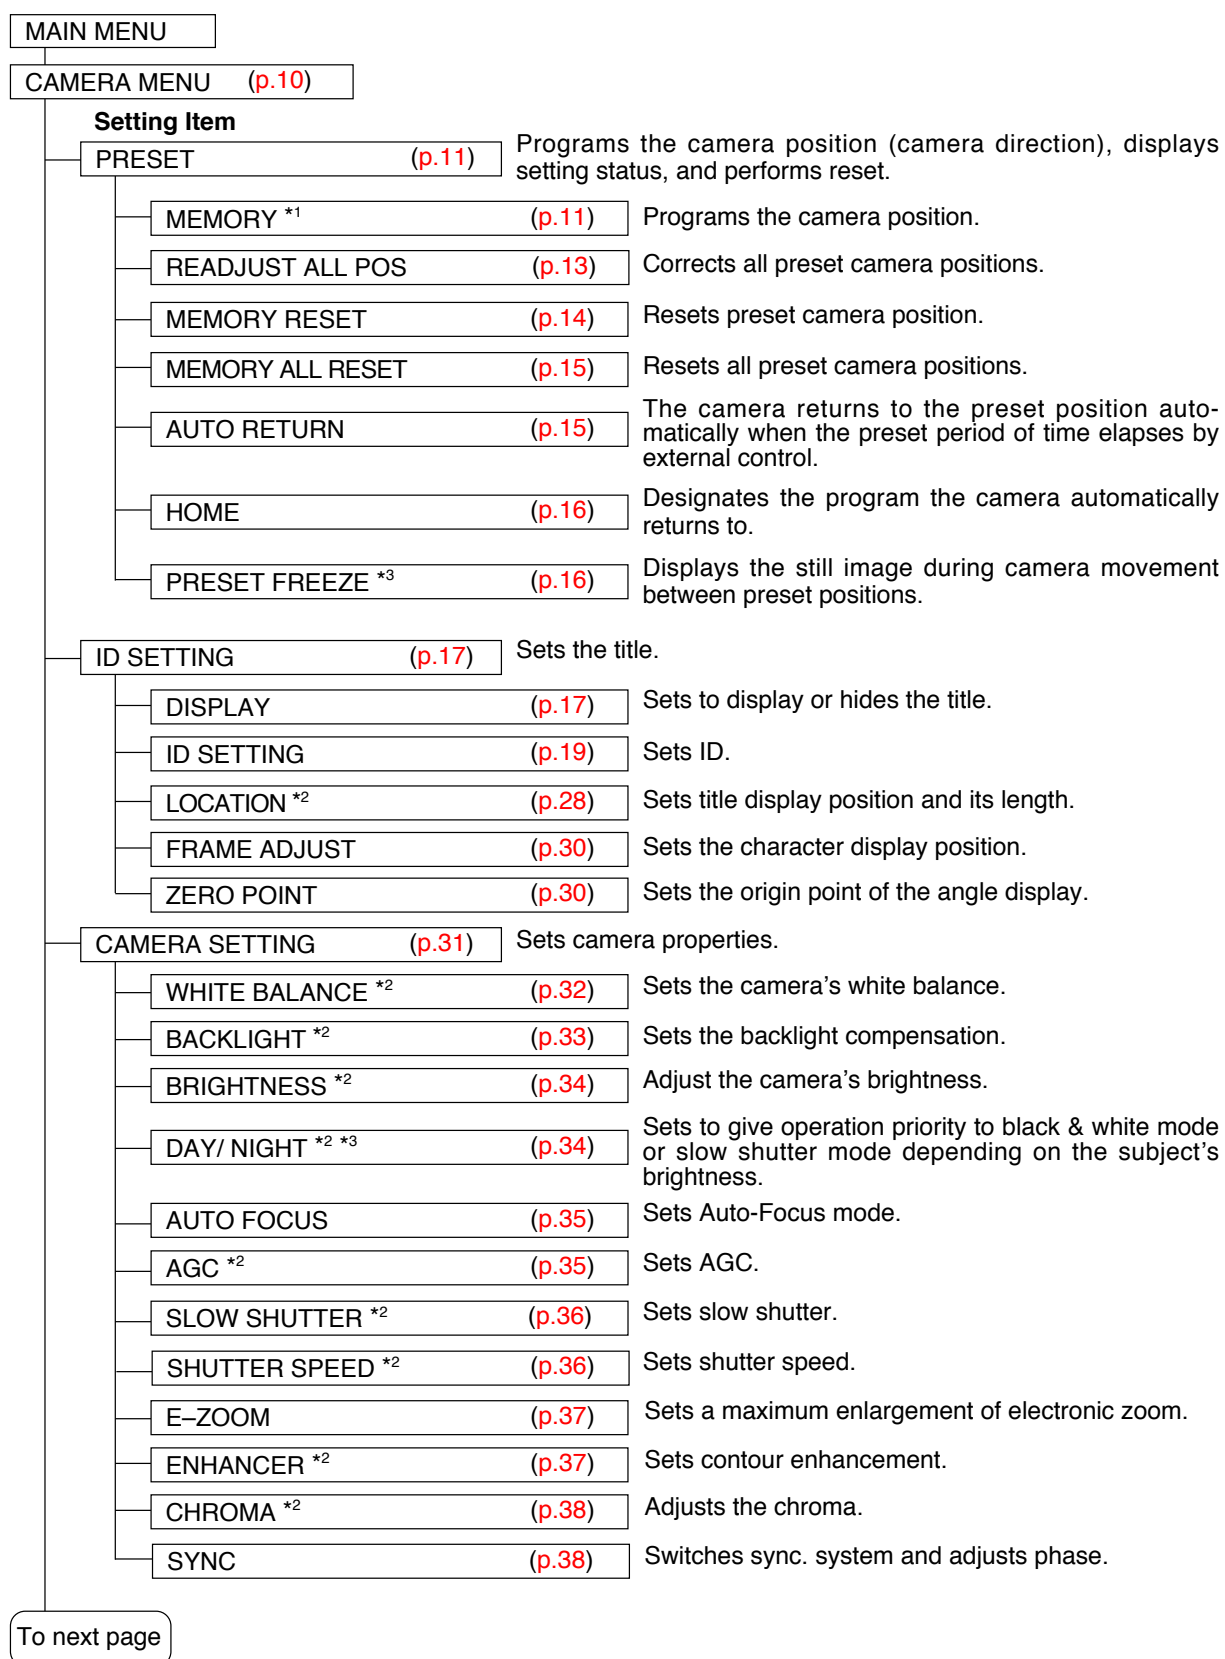 MAIN MENU
CAMERA MENU (p.10)
Setting Item
PRESET (p.11)
Programs the camera position (camera direction), displays
setting status, and performs reset.
MEMORY *1 (p.11) Programs the camera position.
READJUST ALL POS (p.13) Corrects all preset camera positions.
MEMORY RESET (p.14) Resets preset camera position.
MEMORY ALL RESET (p.15) Resets all preset camera positions.
AUTO RETURN (p.15)
The camera returns to the preset position auto-
matically when the preset period of time elapses by
external control.
HOME (p.16)
Designates the program the camera automatically
returns to.
PRESET FREEZE *3 (p.16)
Displays the still image during camera movement
between preset positions.
ID SETTING (p.17) Sets the title.
DISPLAY (p.17) Sets to display or hides the title.
ID SETTING (p.19) Sets ID.
LOCATION *2 (p.28) Sets title display position and its length.
FRAME ADJUST (p.30) Sets the character display position.
ZERO POINT (p.30) Sets the origin point of the angle display.
CAMERA SETTING (p.31) Sets camera properties.
WHITE BALANCE *2 (p.32) Sets the camera's white balance.
BACKLIGHT *2 (p.33) Sets the backlight compensation.
BRIGHTNESS *2 (p.34) Adjust the camera's brightness.
DAY/ NIGHT *2 *3 (p.34)
Sets to give operation priority to black & white mode
or slow shutter mode depending on the subject's
brightness.
AUTO FOCUS (p.35) Sets Auto-Focus mode.
AGC *2 (p.35) Sets AGC.
SLOW SHUTTER *2 (p.36) Sets slow shutter.
SHUTTER SPEED *2 (p.36) Sets shutter speed.
E–ZOOM (p.37) Sets a maximum enlargement of electronic zoom.
ENHANCER *2 (p.37) Sets contour enhancement.
CHROMA *2 (p.38) Adjusts the chroma.
SYNC (p.38) Switches sync. system and adjusts phase.
To next page